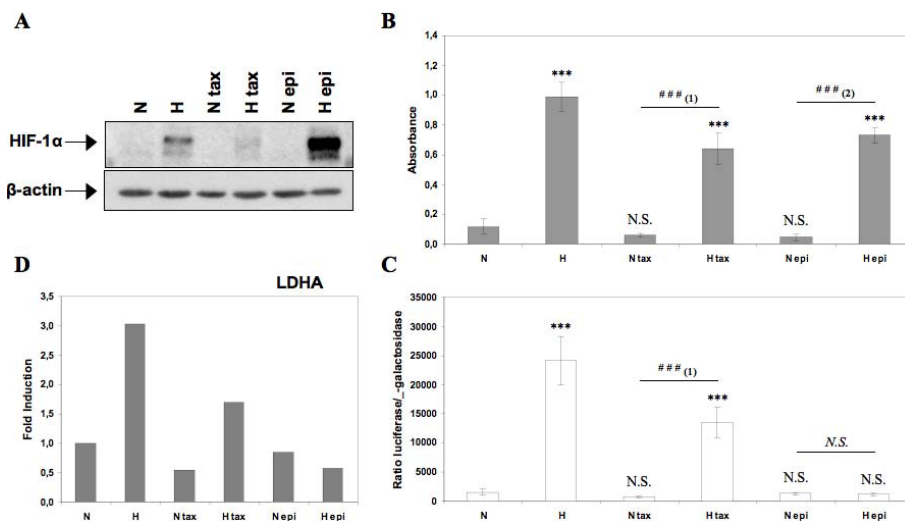 A
N
H
N tax
H tax
N epi
H epi
HIF-1α
β-actin
B
1,4
1,2
1,0
0,8
0,6
0,4
0,2
0,0
Absorbance
***
# # # (1)
***
# # # (2)
***
N.S.
N.S.
N H N tax H tax N epi H epi
D
LDHA
3,5
3,0
2,5
2,0
1,5
1,0
0,5
0,0
Fold Induction
N H N tax H tax N epi H epi
C
35000
30000
25000
20000
15000
10000
5000
0
Ratio luciferase/_-galactosidase
***
# # # (1)
***
N.S.
N.S.
N.S.
N.S.
N H N tax H tax N epi H epi